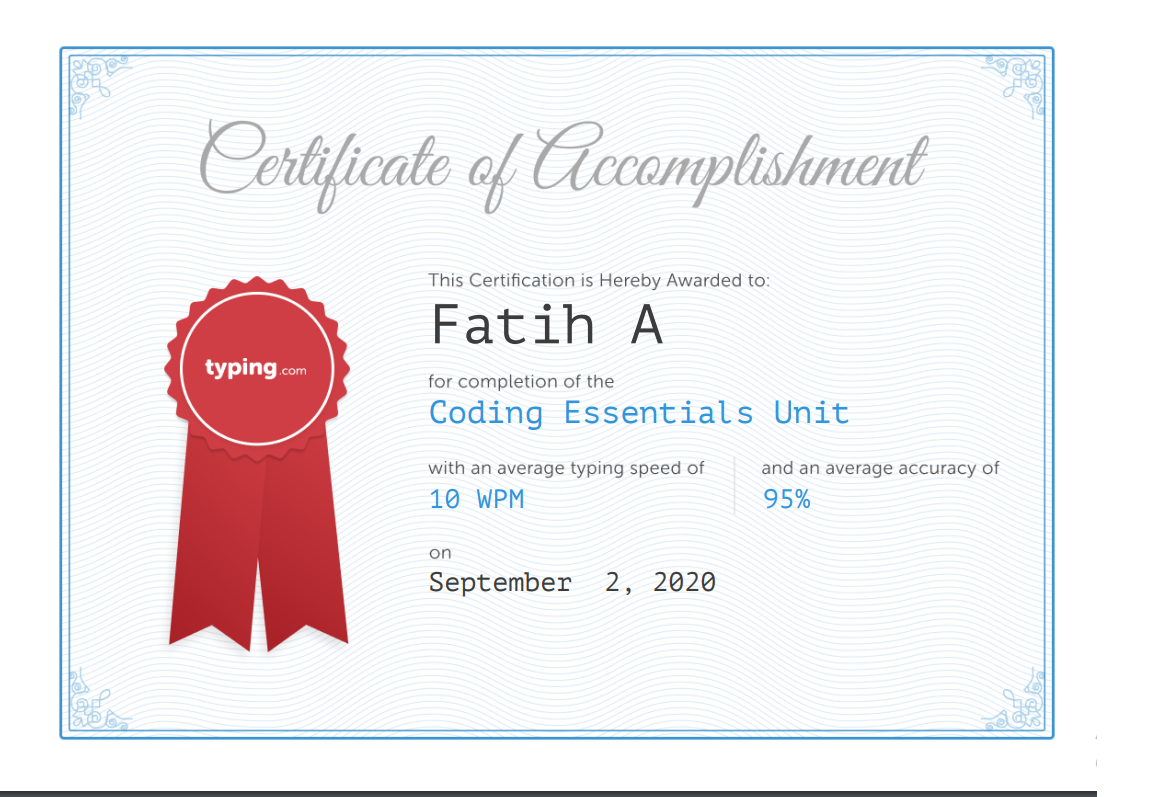 Certificate of Accomplishment
This Certification is Hereby Awarded to:
Fatih A
typing.com
for completion of the
Coding Essentials Unit
with an average typing speed of
10 WPM
and an average accuracy of
95%
on
September 2, 2020